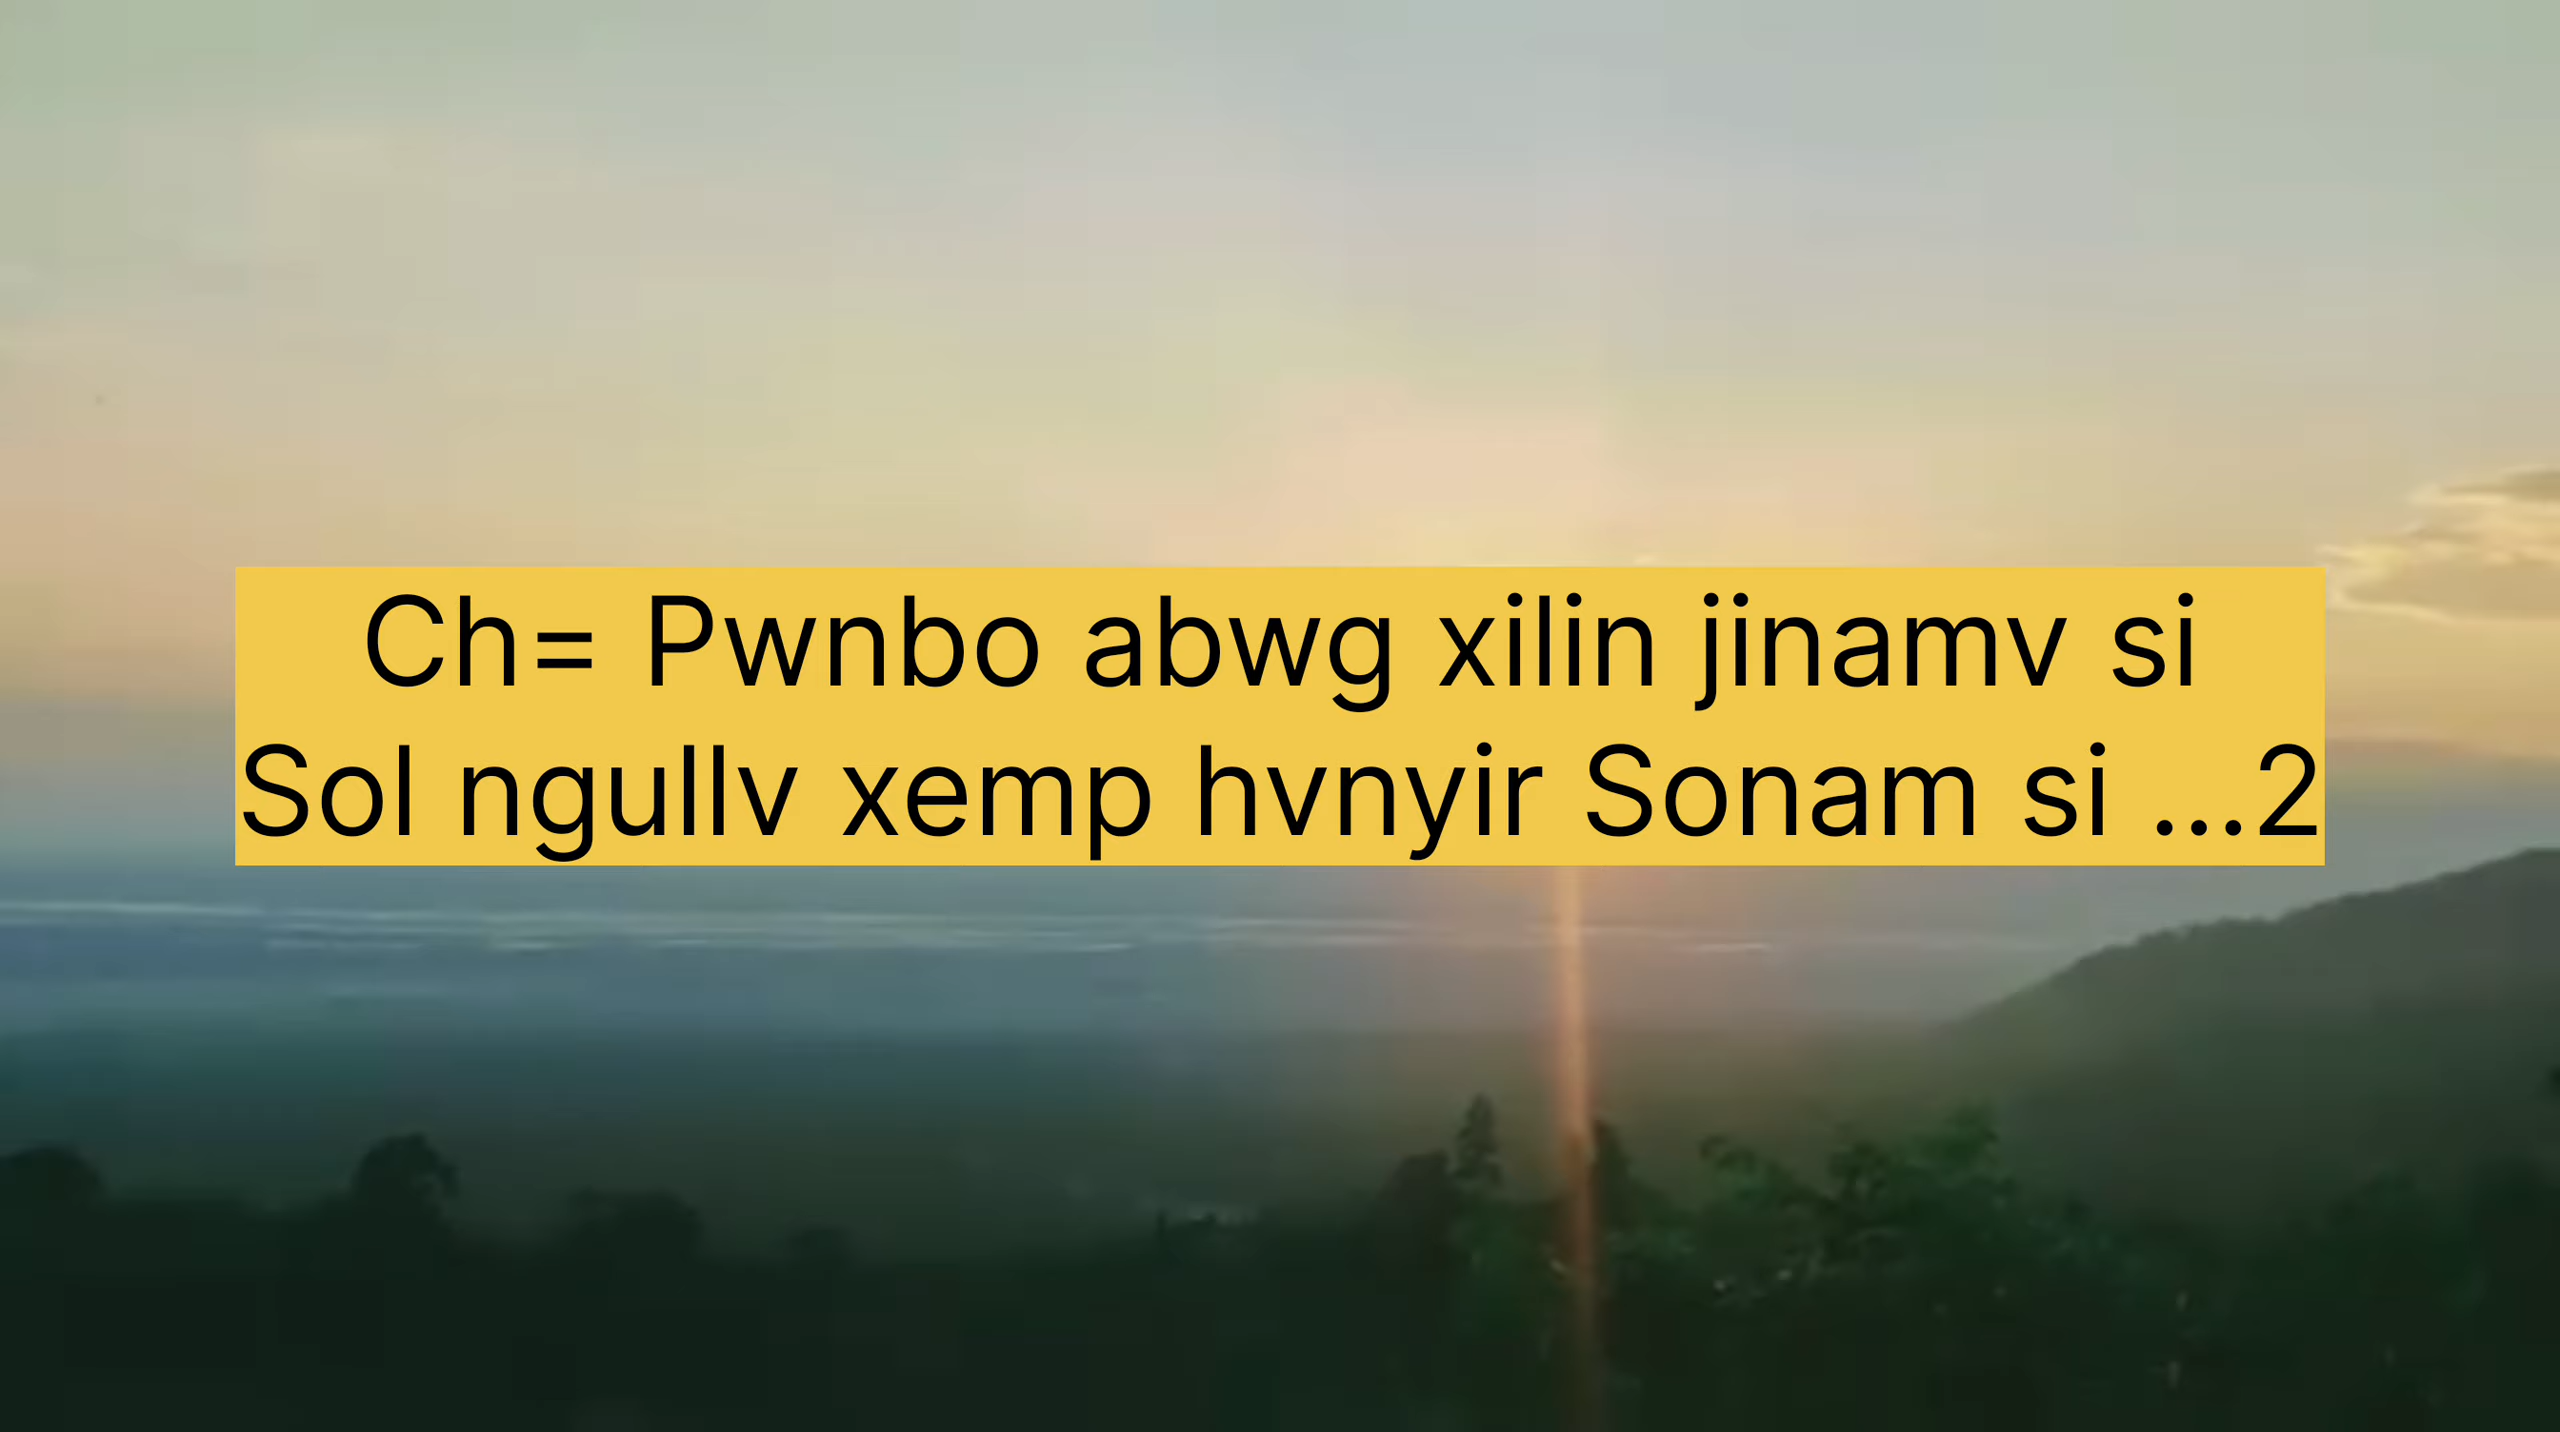 Ch= Pwnbo abwg xilin jinamv si
Sol ngullv xemp hvnyir Sonam si ...2